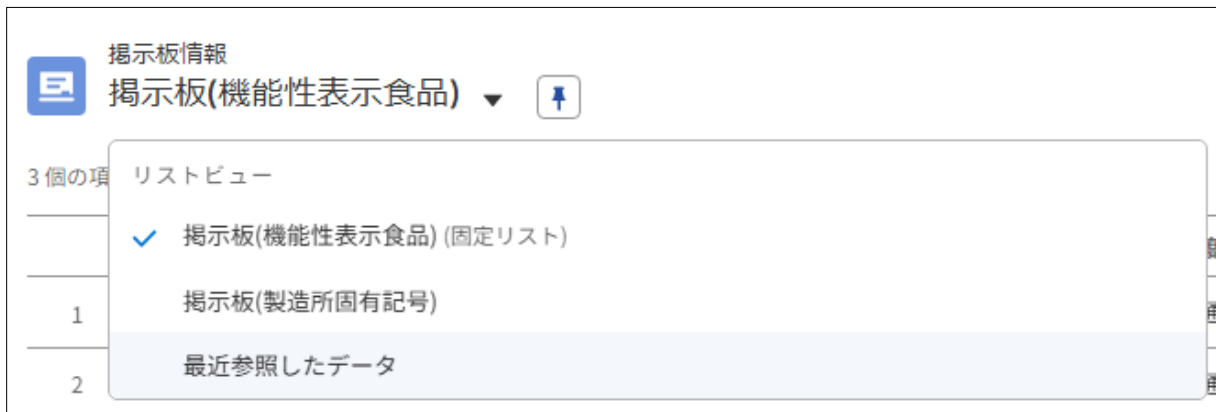 掲示板情報
掲示板(機能性表示食品)
3 個の項
リストビュー
掲示板(機能性表示食品) (固定リスト)
掲示板(製造所固有記号)
1
最近参照したデータ
2